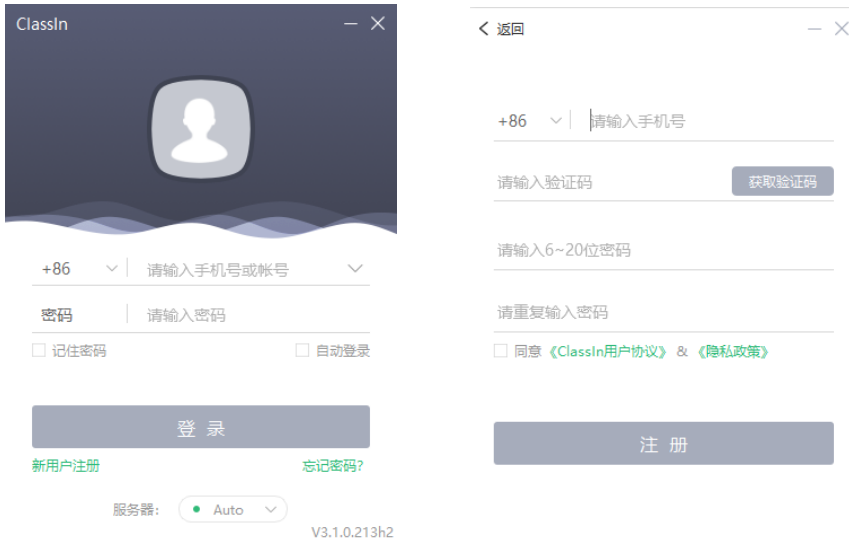 ClassIn
+86
请输入手机号或帐号
密码
请输入密码
记住密码
自动登录
登 录
新用户注册
忘记密码?
服务器:
Auto
V3.1.0.213h2
返回
+86
请输入手机号
请输入验证码
获取验证码
请输入6~20位密码
请重复输入密码
同意《ClassIn用户协议》 & 《隐私政策》
注 册